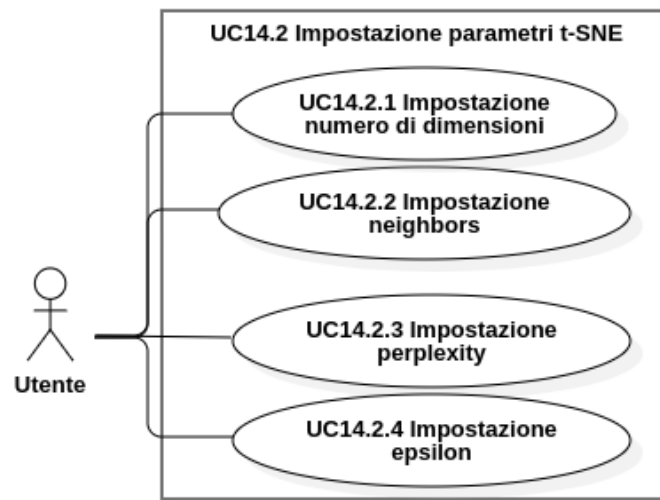 UC14.2 Impostazione parametri t-SNE
UC14.2.1 Impostazione
numero di dimensioni
UC14.2.2 Impostazione
neighbors
UC14.2.3 Impostazione
perplexity
Utente
UC14.2.4 Impostazione
epsilon